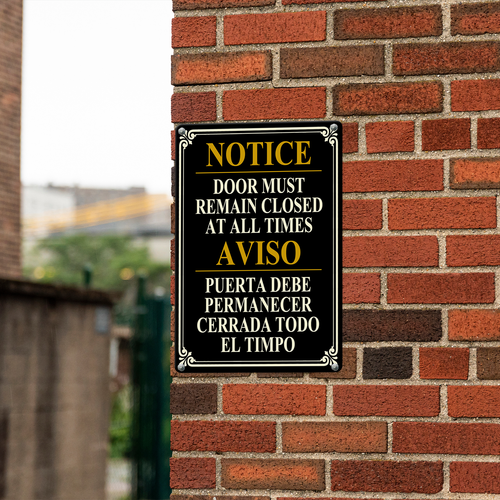 NOTICE
DOOR MUST
REMAIN CLOSED
AT ALL TIMES
AVISO
PUERTA DEBE
PERMANECER
CERRADA TODO
EL TIMPO